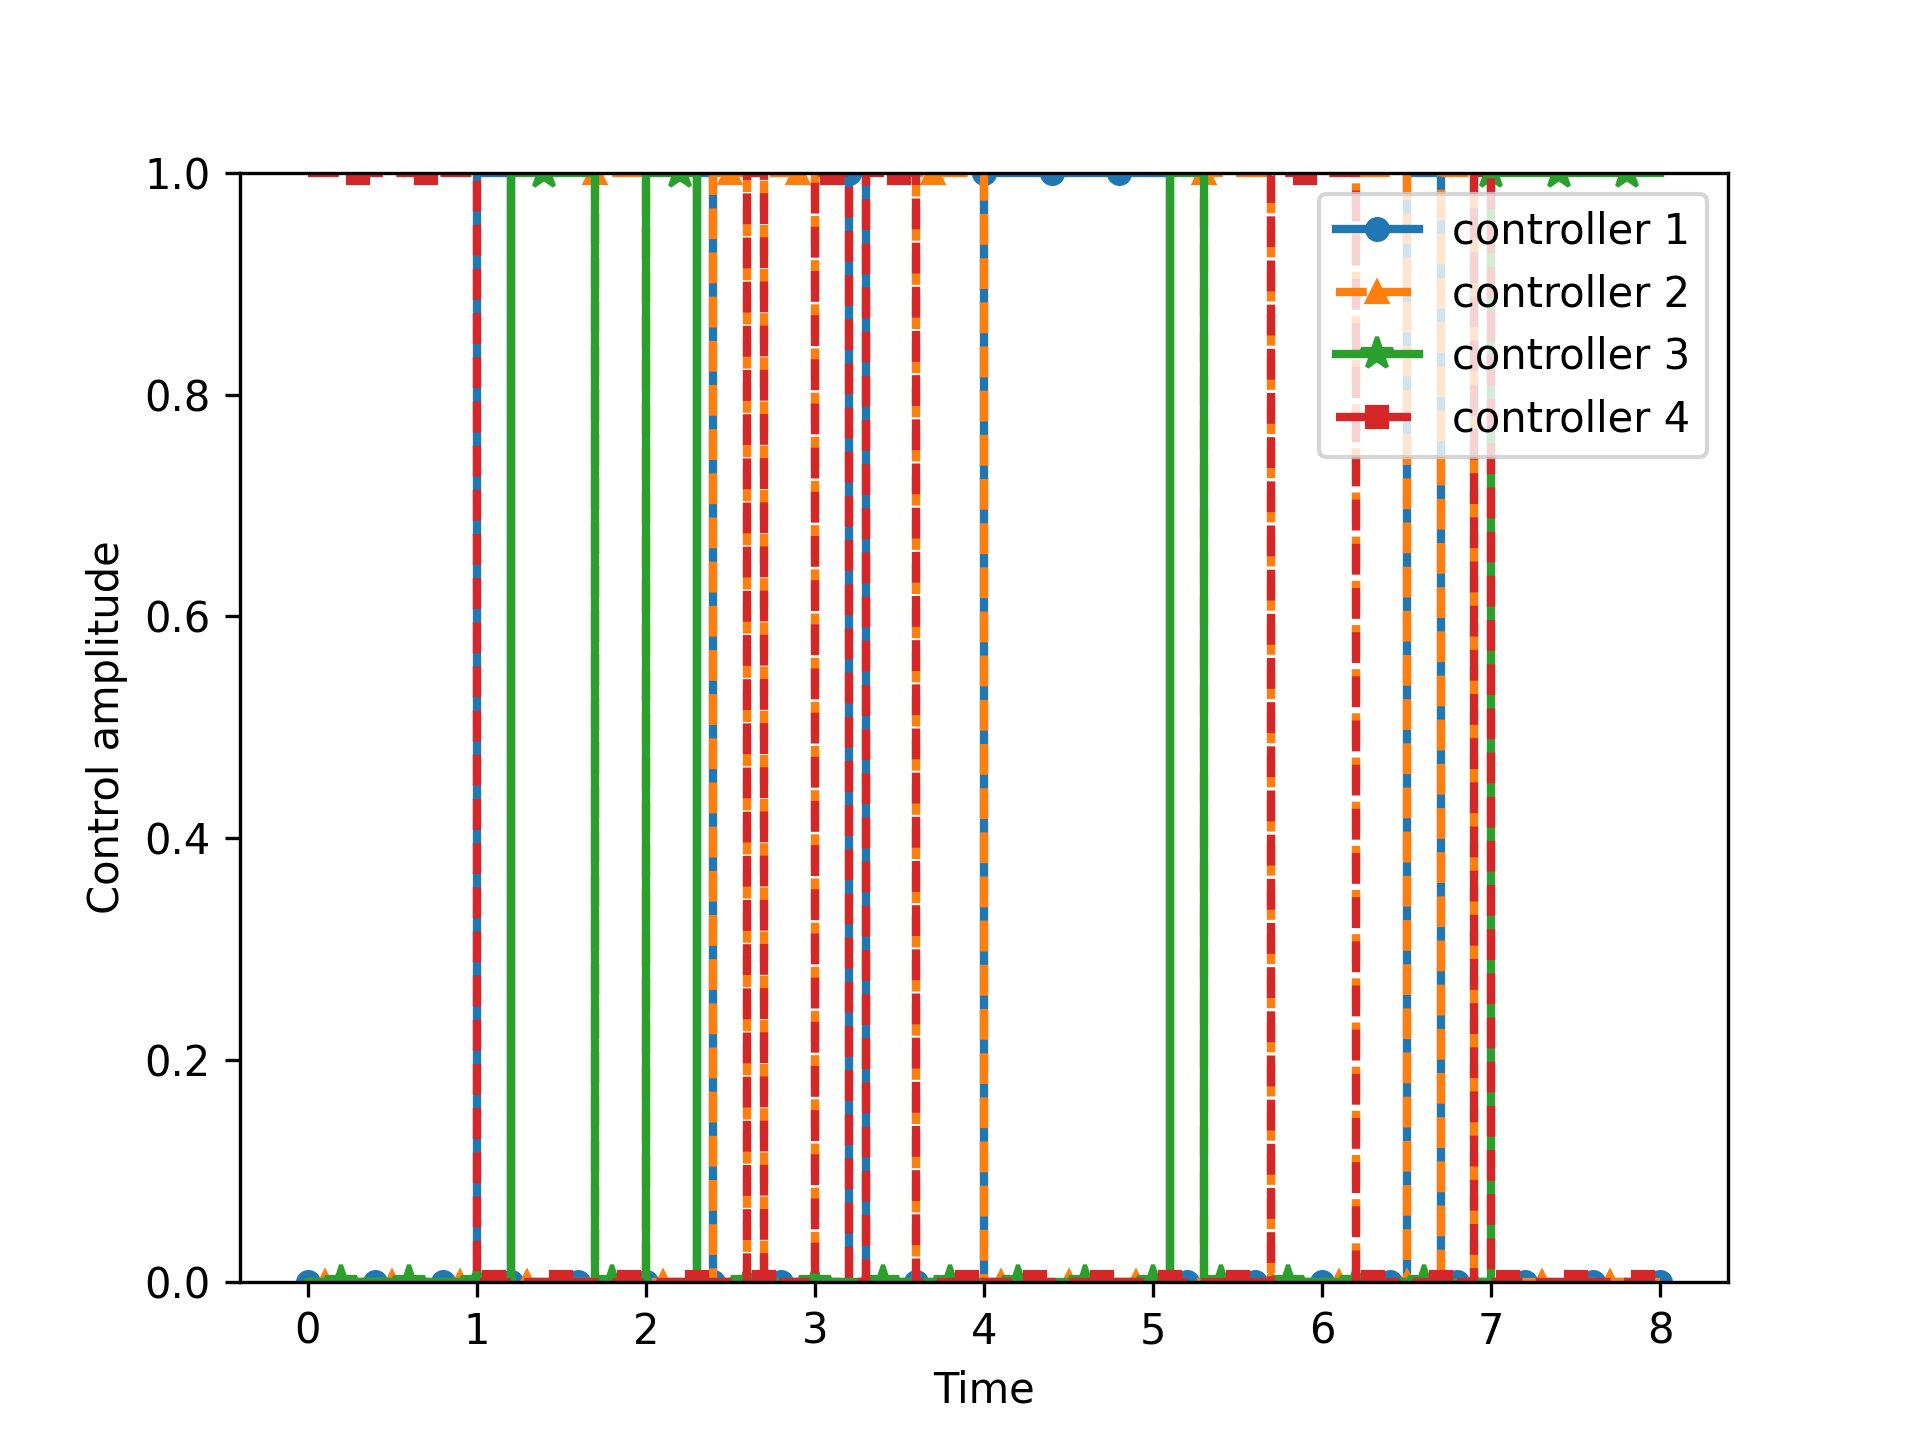 1.0
0.8
0.6
0.4
0.2
0.0
Control amplitude
controller 1
controller 2
controller 3
controller 4
0 1 2 3 4 5 6 7 8
Time